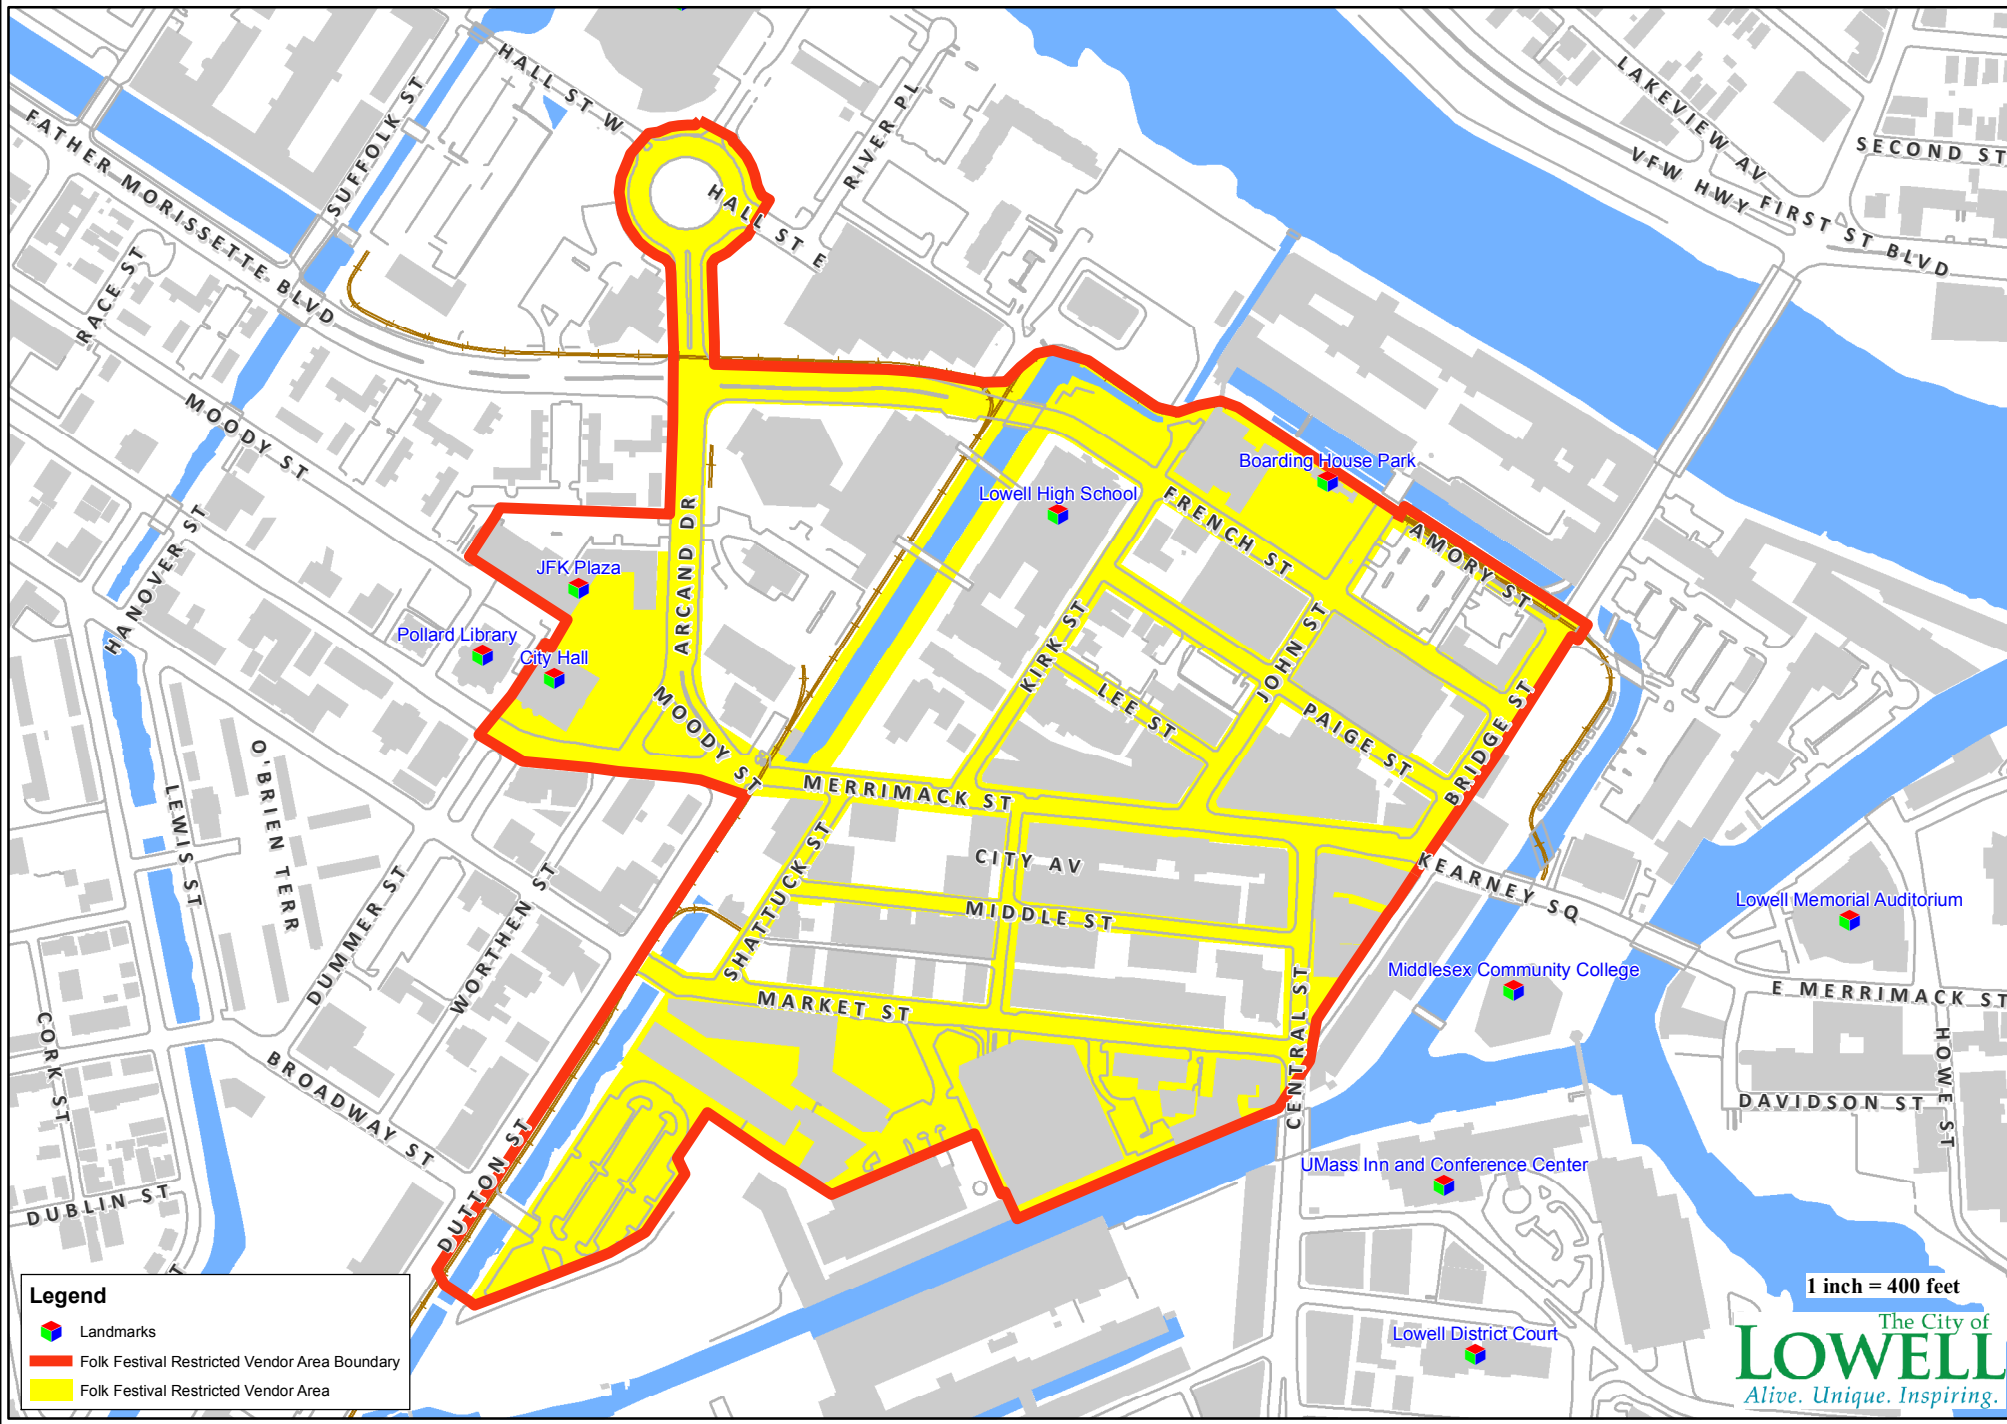 HALL ST W
SUFFOLK ST
RIVER PL
LAKEVIEW AV
SECOND ST
VFW HWY
FIRST ST BLVD
FATHER MORISSETTE BLVD
HALL ST E
RACE ST
MOODY ST
HANOVER ST
ARCAND DR
Boarding House Park
Lowell High School
FRENCH ST
AMORY ST
JFK Plaza
Pollard Library
City Hall
KIRK ST
JOHN ST
LEE ST
PAIGE ST
BRIDGE ST
MOODY ST
MERRIMACK ST
O'BRIEN TERR
LEWIS ST
SHATTUCK ST
CITY AV
KEARNEY SQ
MIDDLE ST
Lowell Memorial Auditorium
DUMMER ST
WORTHEN ST
Middlesex Community College
E MERRIMACK ST
MARKET ST
CENTRAL ST
CORK ST
BROADWAY ST
HOWE ST
DAVIDSON ST
DUTTON ST
UMass Inn and Conference Center
DUBLIN ST
T
Lowell District Court
Legend
Landmarks
Folk Festival Restricted Vendor Area Boundary
Folk Festival Restricted Vendor Area
1 inch = 400 feet
The City of
LOWELL
Alive. Unique. Inspiring.